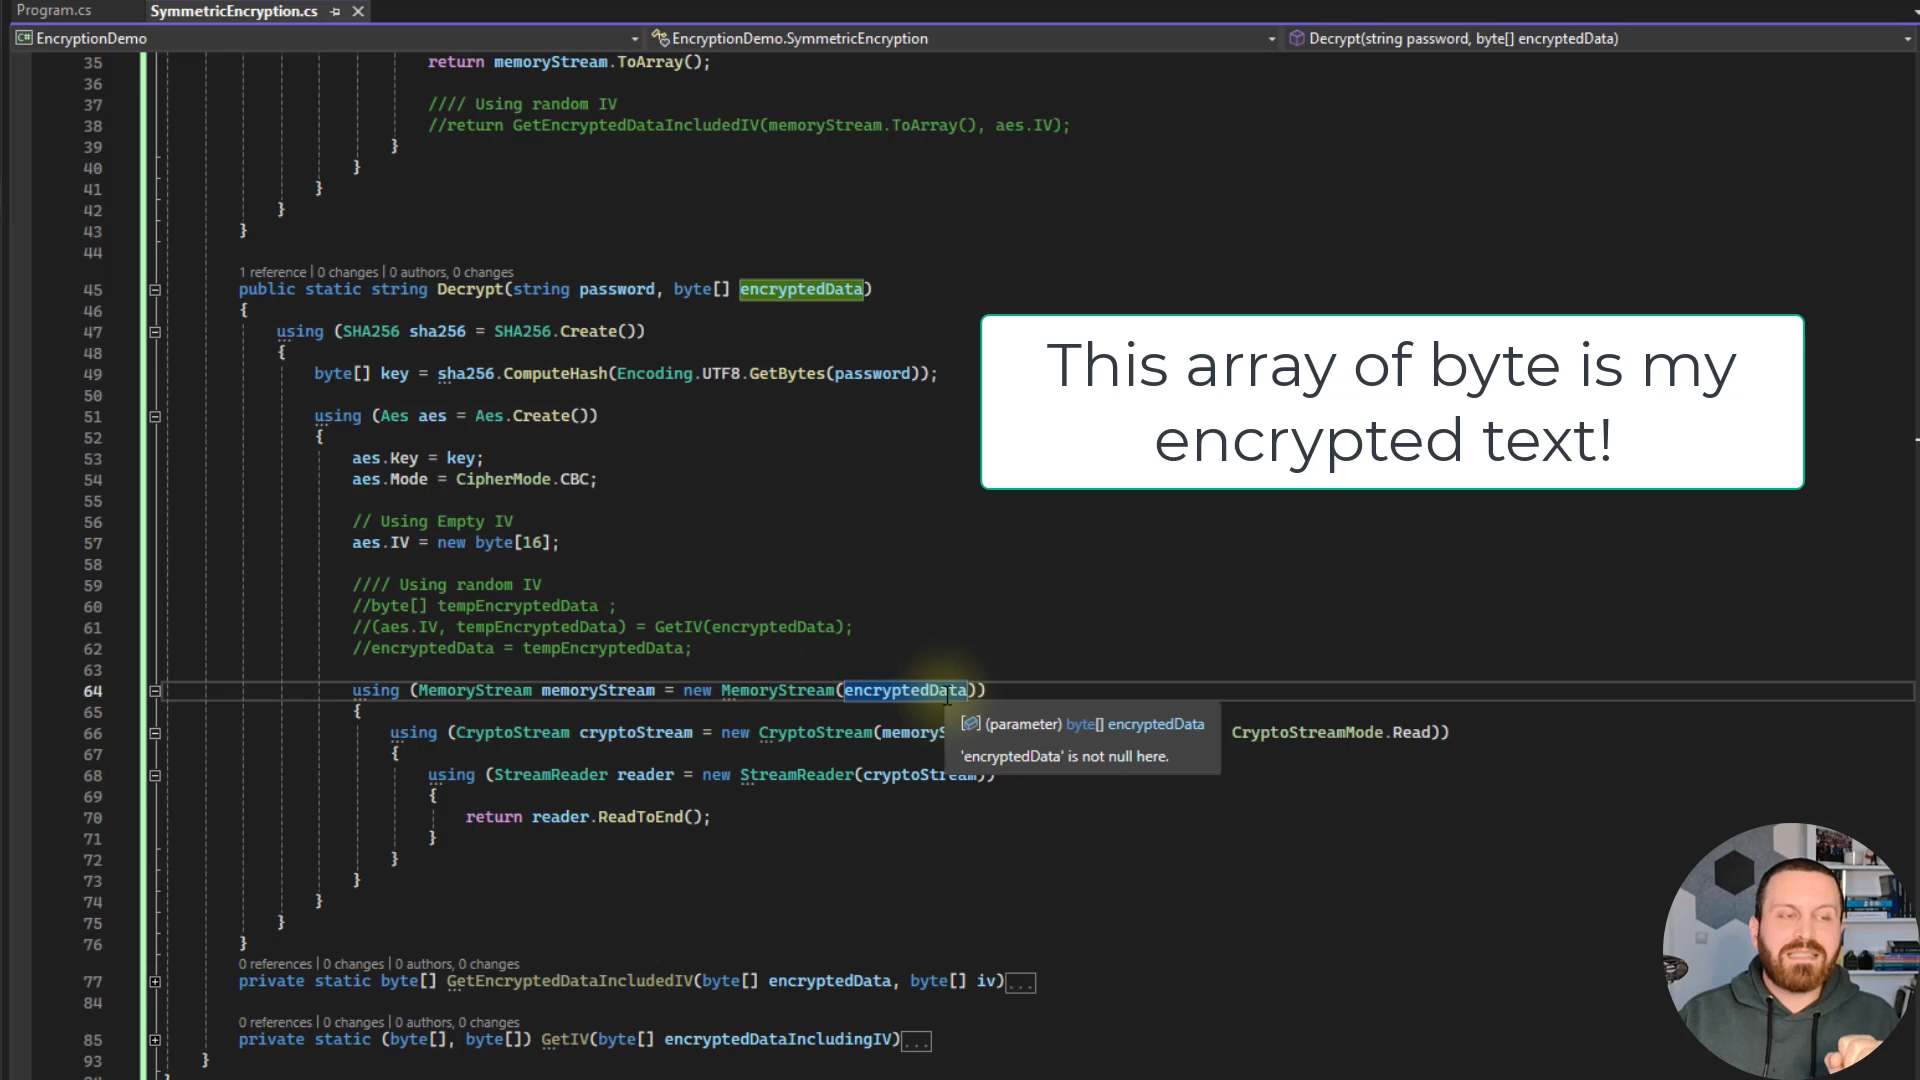 Program.cs SymmetricEncryption.cs
EncryptionDemo EncryptionDemo.SymmetricEncryption Decrypt(string password, byte[] encryptedData)
35 return memoryStream.ToArray();
36
37 //// Using random IV
38 //return GetEncryptedDataIncludedIV(memoryStream.ToArray(), aes.IV);
39 }
40 }
41 }
42 }
43 }
44
1 reference | 0 changes | 0 authors, 0 changes
45 public static string Decrypt(string password, byte[] encryptedData)
46 {
47 using (SHA256 sha256 = SHA256.Create())
48 {
49 byte[] key = sha256.ComputeHash(Encoding.UTF8.GetBytes(password));
50
51 using (Aes aes = Aes.Create())
52 {
53 aes.Key = key;
54 aes.Mode = CipherMode.CBC;
55
56 // Using Empty IV
57 aes.IV = new byte[16];
58
59 //// Using random IV
60 //byte[] tempEncryptedData ;
61 //(aes.IV, tempEncryptedData) = GetIV(encryptedData);
62 //encryptedData = tempEncryptedData;
63
64 using (MemoryStream memoryStream = new MemoryStream(encryptedData))
65 {
66 using (CryptoStream cryptoStream = new CryptoStream(memoryS CryptoStreamMode.Read))
67 {
68 using (StreamReader reader = new StreamReader(cryptoStream))
69 {
70 return reader.ReadToEnd();
71 }
72 }
73 }
74 }
75 }
76 }
0 references | 0 changes | 0 authors, 0 changes
77 private static byte[] GetEncryptedDataIncludedIV(byte[] encryptedData, byte[] iv)...
84
0 references | 0 changes | 0 authors, 0 changes
85 private static (byte[], byte[]) GetIV(byte[] encryptedDataIncludingIV)...
93 }
(parameter) byte[] encryptedData
'encryptedData' is not null here.
This array of byte is my
encrypted text!